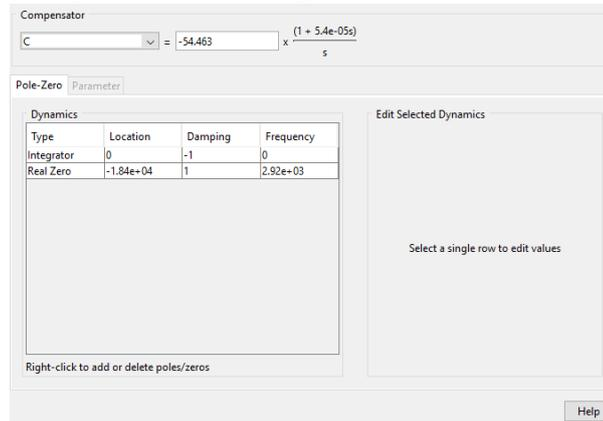 Compensator
C = -54.463 x (1 + 5.4e-05s)
s
Pole-Zero Parameter
Dynamics
Type Location Damping Frequency
Integrator 0 -1 0
Real Zero -1.84e+04 1 2.92e+03
Right-click to add or delete poles/zeros
Edit Selected Dynamics
Select a single row to edit values
Help